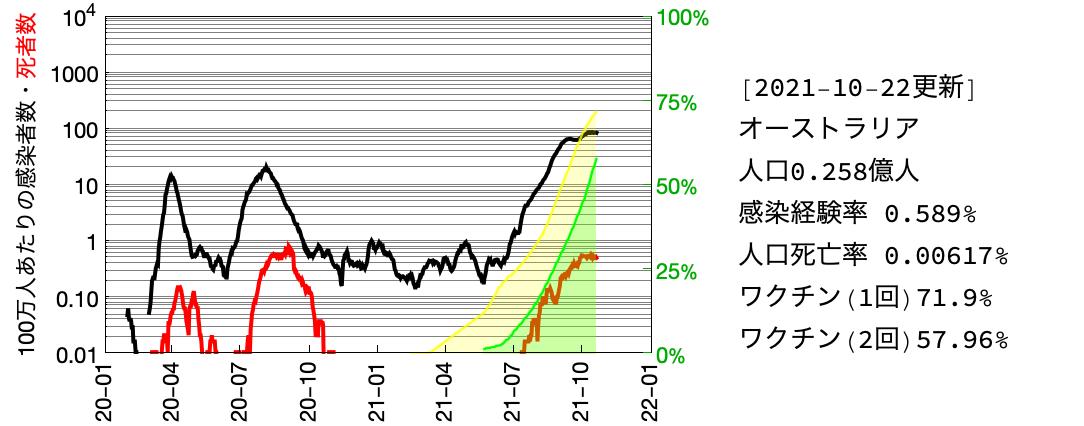 100万人あたりの感染者数・死者数
10⁴
1000
100
10
1
0.10
0.01
100%
75%
50%
25%
0%
20-01
20-04
20-07
20-10
21-01
21-04
21-07
21-10
22-01
[2021-10-22更新]
オーストラリア
人口0.258億人
感染経験率 0.589%
人口死亡率 0.00617%
ワクチン(1回)71.9%
ワクチン(2回)57.96%